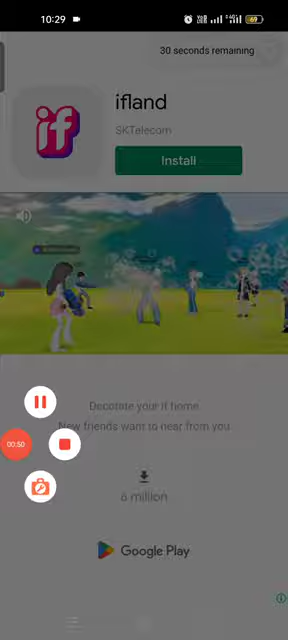 10:29
69
30 seconds remaining
if
ifland
SKTelecom
Install
Decorate your if home.
New friends want to hear from you
00:50
6 million
Google Play